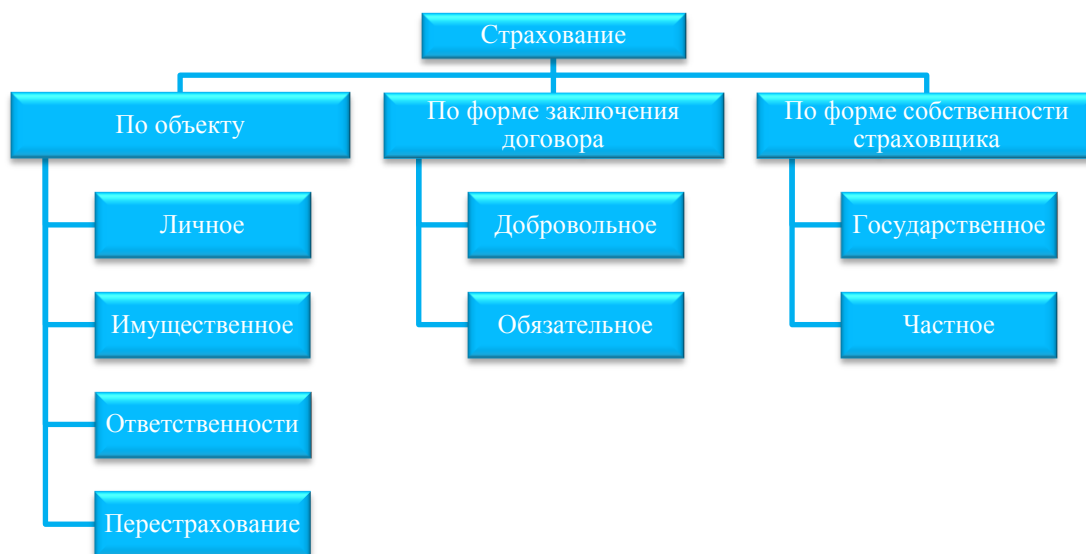 Страхование
По объекту
Личное
Имущественное
Ответственности
Перестрахование
По форме заключения
договора
Добровольное
Обязательное
По форме собственности
страховщика
Государственное
Частное